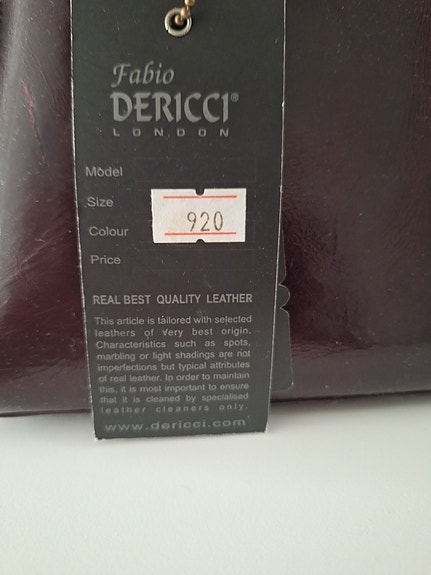 Fabio
DERICCI®
LONDON
Model
Size
920
Colour
Price
REAL BEST QUALITY LEATHER
This article is tailored with selected
leathers of very best origin.
Characteristics such as spots,
marbling or light shadings are not
imperfections but typical attributes
of real leather. In order to maintain
this, it is most important to ensure
that it is cleaned by specialised
leather cleaners only.
www.dericci.com